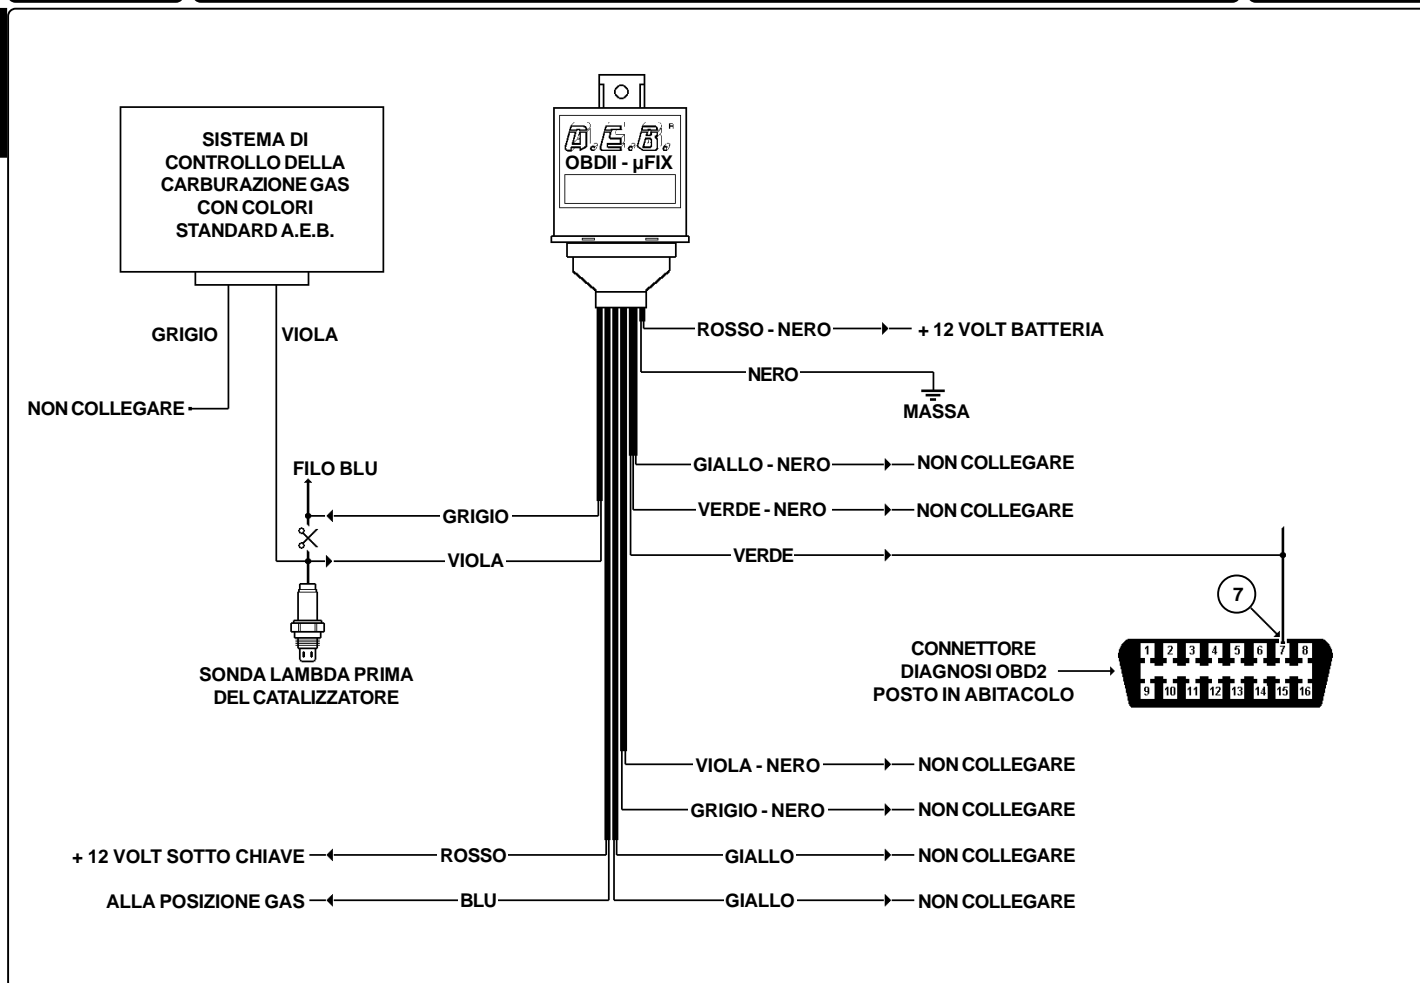 SISTEMA DI
CONTROLLO DELLA
CARBURAZIONE GAS
CON COLORI
STANDARD A.E.B.
A.E.B. R
OBDII - µFIX
GRIGIO
VIOLA
NON COLLEGARE
ROSSO - NERO
+ 12 VOLT BATTERIA
NERO
MASSA
FILO BLU
GIALLO - NERO
NON COLLEGARE
GRIGIO
VERDE - NERO
NON COLLEGARE
VIOLA
VERDE
7
SONDA LAMBDA PRIMA
DEL CATALIZZATORE
CONNETTORE
DIAGNOSI OBD2
POSTO IN ABITACOLO
1 2 3 4 5 6 7 8
9 10 11 12 13 14 15 16
VIOLA - NERO
NON COLLEGARE
GRIGIO - NERO
NON COLLEGARE
+ 12 VOLT SOTTO CHIAVE
ROSSO
GIALLO
NON COLLEGARE
ALLA POSIZIONE GAS
BLU
GIALLO
NON COLLEGARE